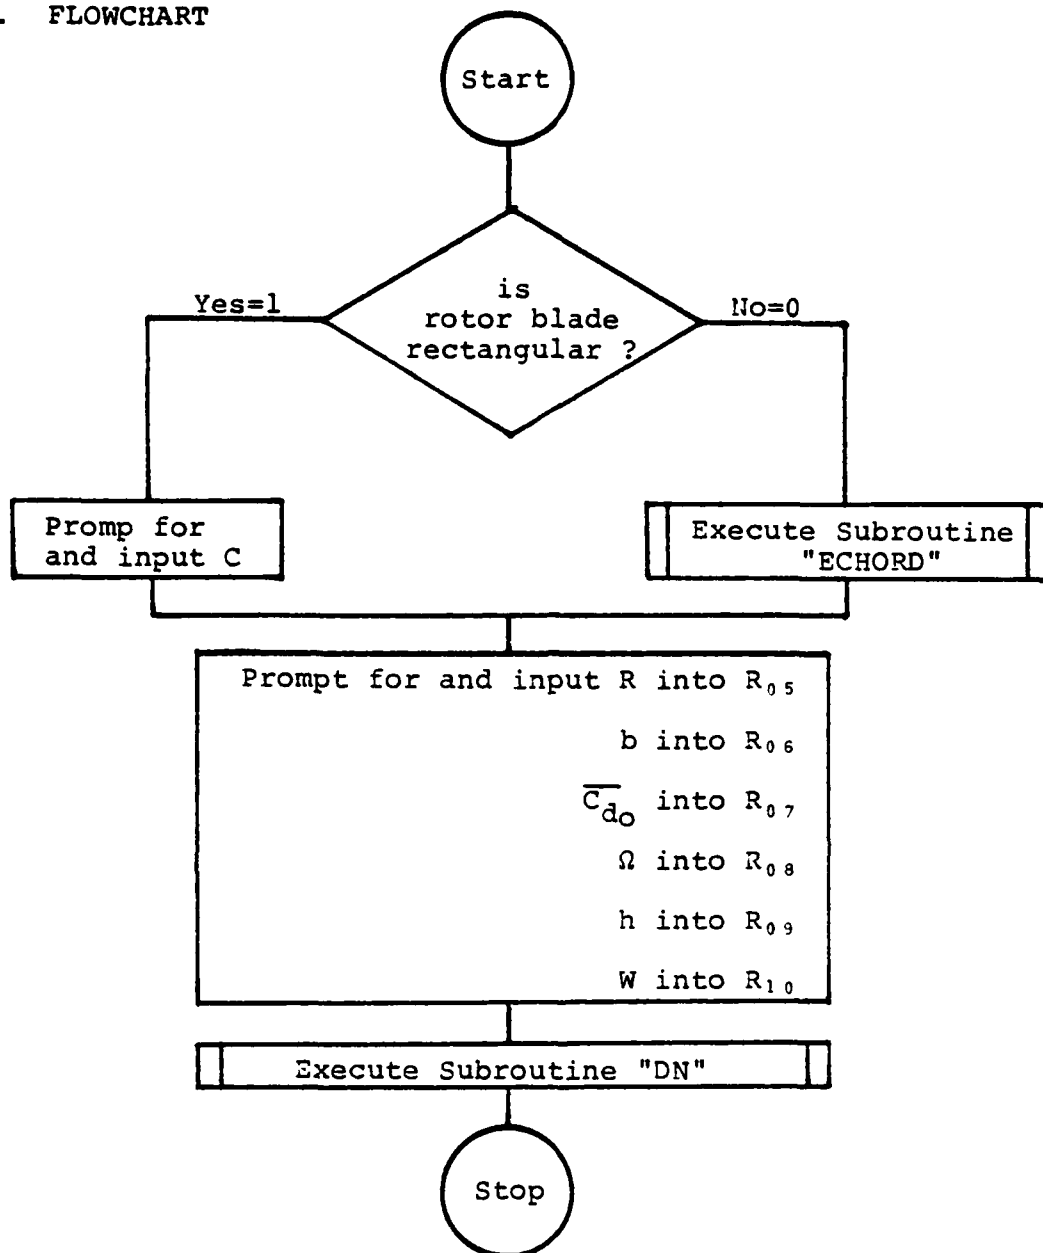 . FLOWCHART
Start
is
rotor blade
rectangular ?
Yes=1
No=0
Promp for
and input C
Execute Subroutine
"ECHORD"
Prompt for and input R into R₀₅
b into R₀₆
C̅d̅ₒ into R₀₇
Ω into R₀₈
h into R₀₉
W into R₁₀
Execute Subroutine "DN"
Stop